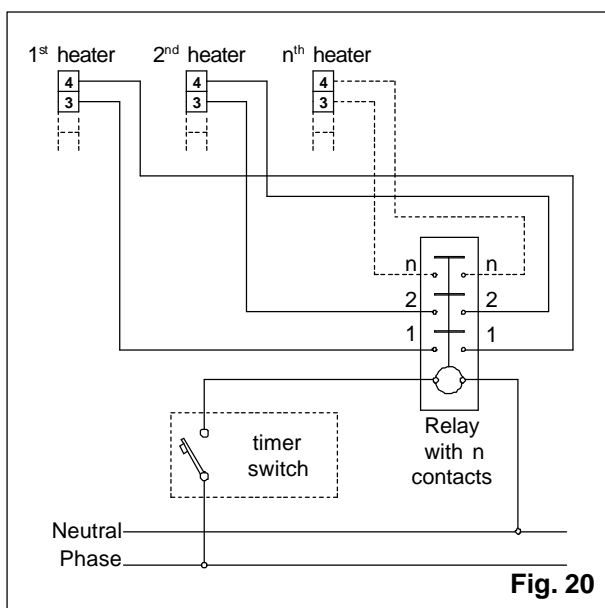 1st heater 2nd heater nth heater
4 4 4
3 3 3
n n
2 2
1 1
Relay
with n
contacts
timer
switch
Neutral
Phase
Fig. 20